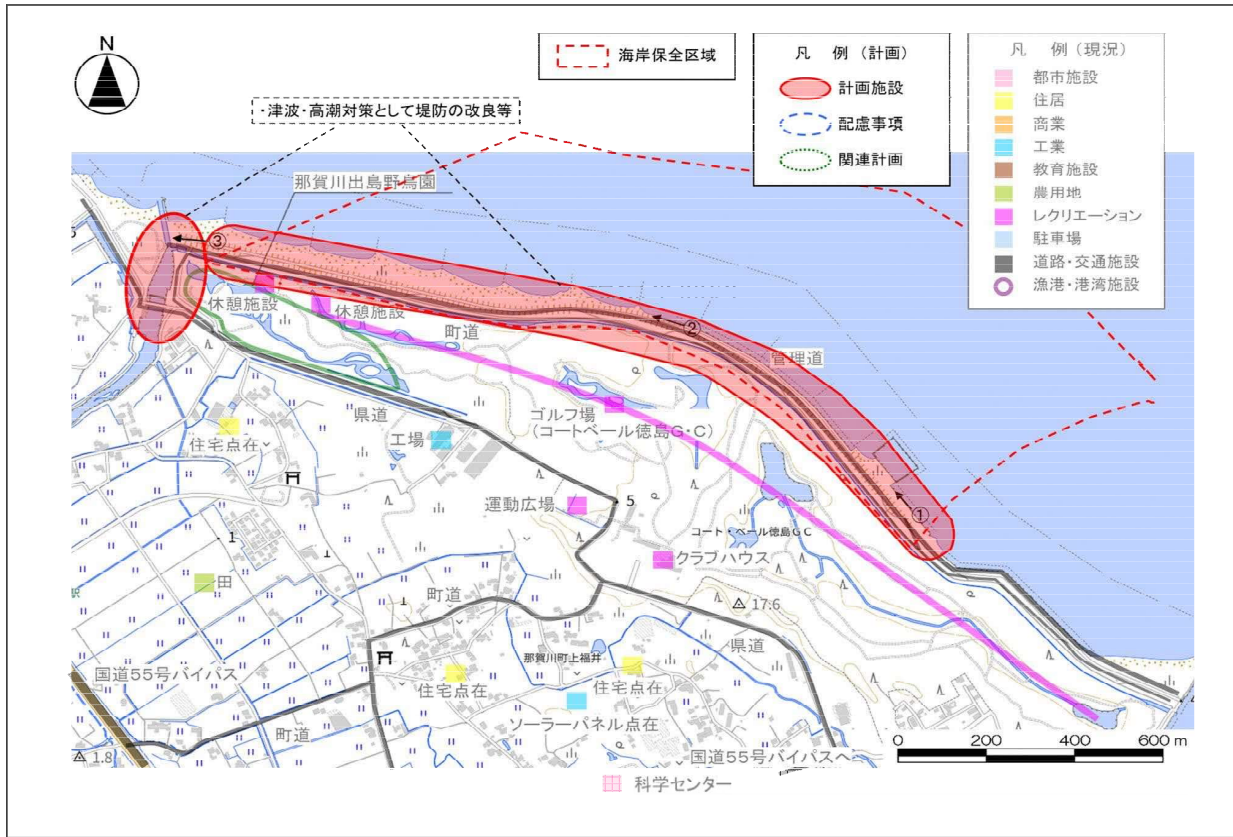 N
海岸保全区域
凡 例 （計画）
計画施設
配慮事項
関連計画
凡 例（現況）
都市施設
住居
商業
工業
教育施設
農用地
レクリエーション
駐車場
道路・交通施設
漁港・港湾施設
・津波・高潮対策として堤防の改良等
那賀川出島野鳥園
③
休憩施設
休憩施設
町道
②
管理道
県道
ゴルフ場
（コートベール徳島G・C）
住宅点在
工場
運動広場
5
①
コート・ベール徳島ＧＣ
クラブハウス
1
田
町道
17.6
那賀川町上福井
県道
国道55号バイパス
住宅点在
住宅点在
ソーラーパネル点在
町道
1.8
国道55号バイパスへ
0 200 400 600 m
科学センター